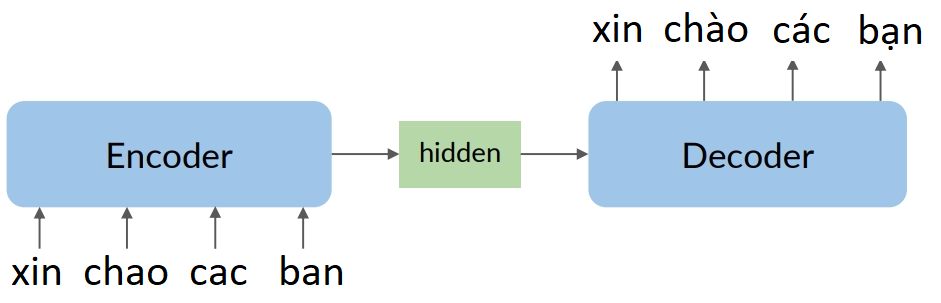 xin chào các bạn
Encoder
hidden
Decoder
xin chao cac ban